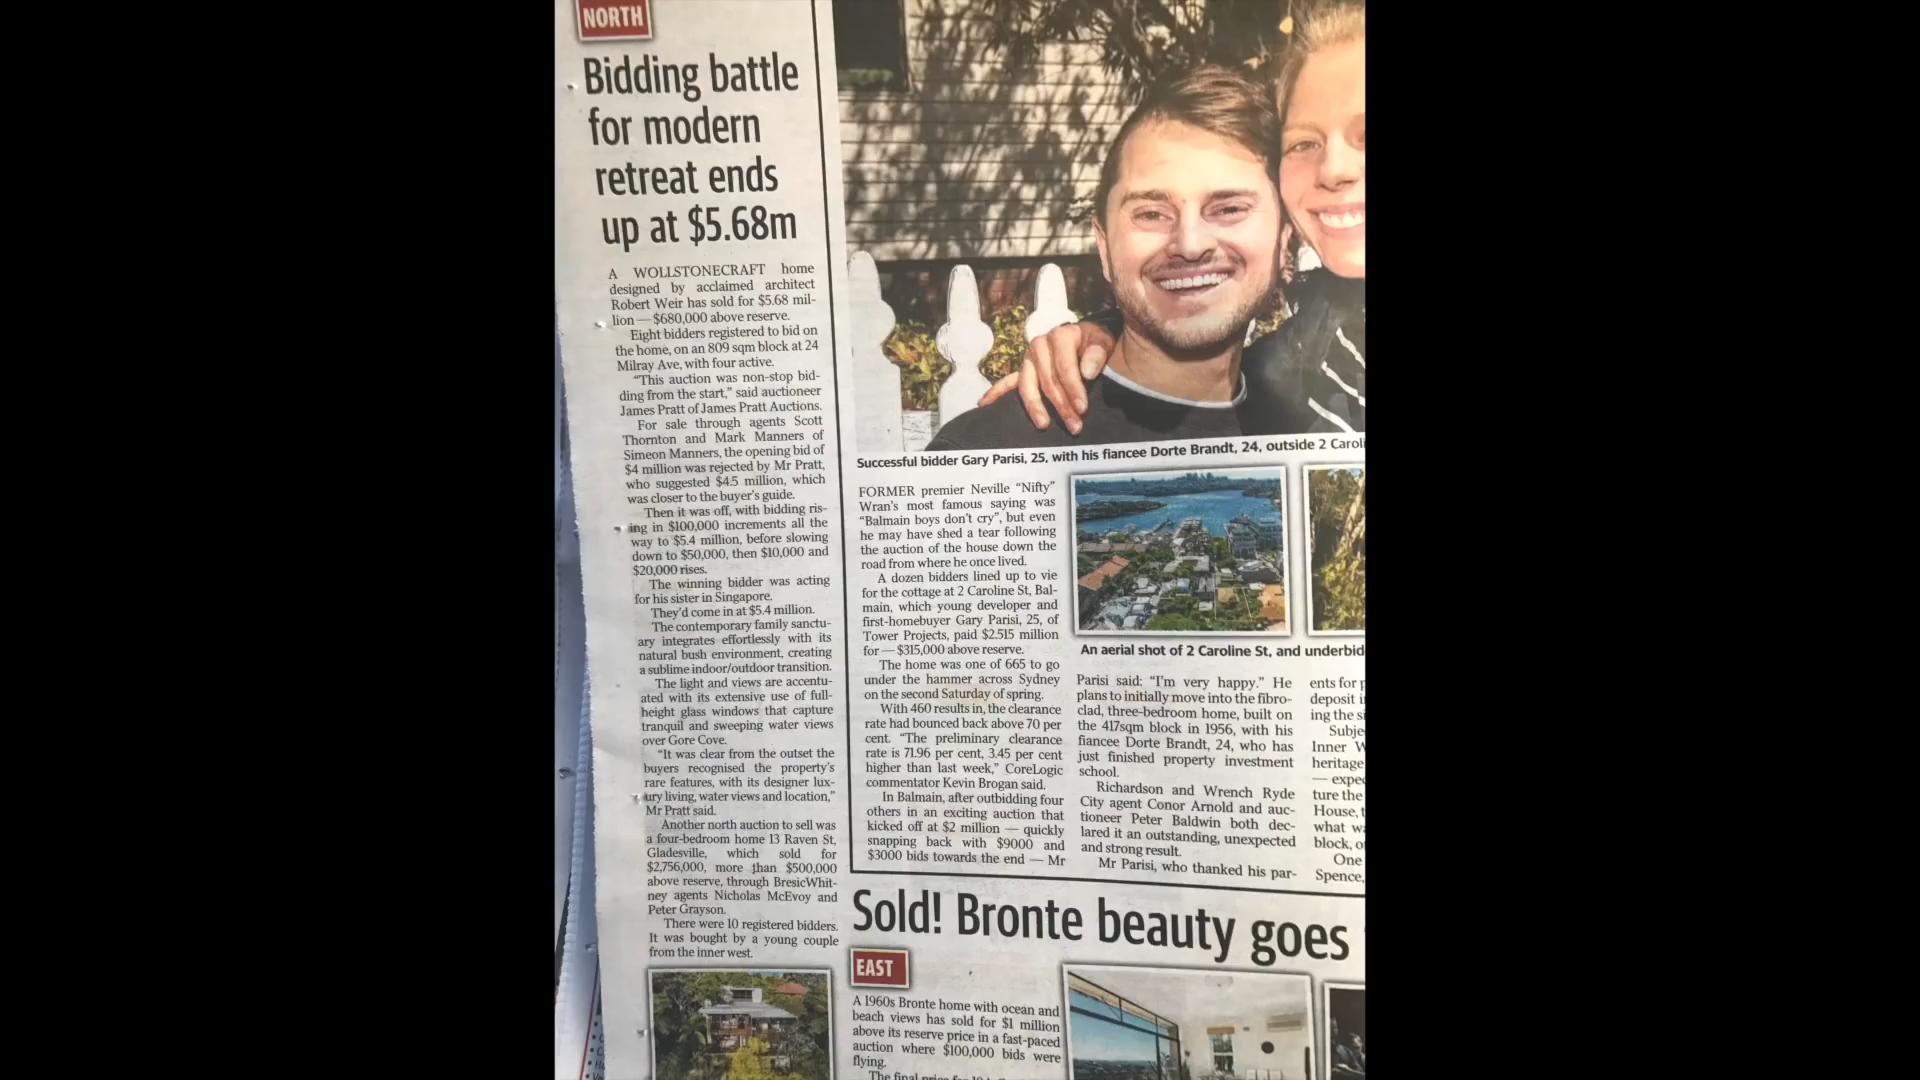 NORTH
Bidding battle
for modern
retreat ends
up at $5.68m
A WOLLSTONECRAFT home
designed by acclaimed architect
Robert Weir has sold for $5.68 mil-
lion — $680,000 above reserve.
Eight bidders registered to bid on
the home, on an 809 sqm block at 24
Milray Ave, with four active.
“This auction was non-stop bid-
ding from the start,” said auctioneer
James Pratt of James Pratt Auctions.
For sale through agents Scott
Thornton and Mark Manners of
Simeon Manners, the opening bid of
$4 million was rejected by Mr Pratt,
who suggested $4.5 million, which
was closer to the buyer's guide.
Then it was off, with bidding ris-
ing in $100,000 increments all the
way to $5.4 million, before slowing
down to $50,000, then $10,000 and
$20,000 rises.
The winning bidder was acting
for his sister in Singapore.
They'd come in at $5.4 million.
The contemporary family sanctu-
ary integrates effortlessly with its
natural bush environment, creating
a sublime indoor/outdoor transition.
The light and views are accentu-
ated with its extensive use of full-
height glass windows that capture
tranquil and sweeping water views
over Gore Cove.
“It was clear from the outset the
buyers recognised the property's
rare features, with its designer lux-
ury living, water views and location,”
Mr Pratt said.
Another north auction to sell was
a four-bedroom home 13 Raven St,
Gladesville, which sold for
$2,756,000, more than $500,000
above reserve, through BresicWhit-
ney agents Nicholas McEvoy and
Peter Grayson.
There were 10 registered bidders.
It was bought by a young couple
from the inner west.
Successful bidder Gary Parisi, 25, with his fiancee Dorte Brandt, 24, outside 2 Caroli
FORMER premier Neville “Nifty”
Wran's most famous saying was
“Balmain boys don't cry”, but even
he may have shed a tear following
the auction of the house down the
road from where he once lived.
A dozen bidders lined up to vie
for the cottage at 2 Caroline St, Bal-
main, which young developer and
first-homebuyer Gary Parisi, 25, of
Tower Projects, paid $2.515 million
for — $315,000 above reserve.
The home was one of 665 to go
under the hammer across Sydney
on the second Saturday of spring.
With 460 results in, the clearance
rate had bounced back above 70 per
cent. “The preliminary clearance
rate is 71.96 per cent, 3.45 per cent
higher than last week,” CoreLogic
commentator Kevin Brogan said.
In Balmain, after outbidding four
others in an exciting auction that
kicked off at $2 million — quickly
snapping back with $9000 and
$3000 bids towards the end — Mr
An aerial shot of 2 Caroline St, and underbid
Parisi said: “I'm very happy.” He
plans to initially move into the fibro-
clad, three-bedroom home, built on
the 417sqm block in 1956, with his
fiancee Dorte Brandt, 24, who has
just finished property investment
school.
Richardson and Wrench Ryde
City agent Conor Arnold and auc-
tioneer Peter Baldwin both dec-
lared it an outstanding, unexpected
and strong result.
Mr Parisi, who thanked his par-
ents for p
deposit i
ing the si
Subje
Inner W
heritage
— expec
ture the
House, t
what wa
block, o
One
Spence,
Sold! Bronte beauty goes
EAST
A 1960s Bronte home with ocean and
beach views has sold for $1 million
above its reserve price in a fast-paced
auction where $100,000 bids were
flying.
The final price for